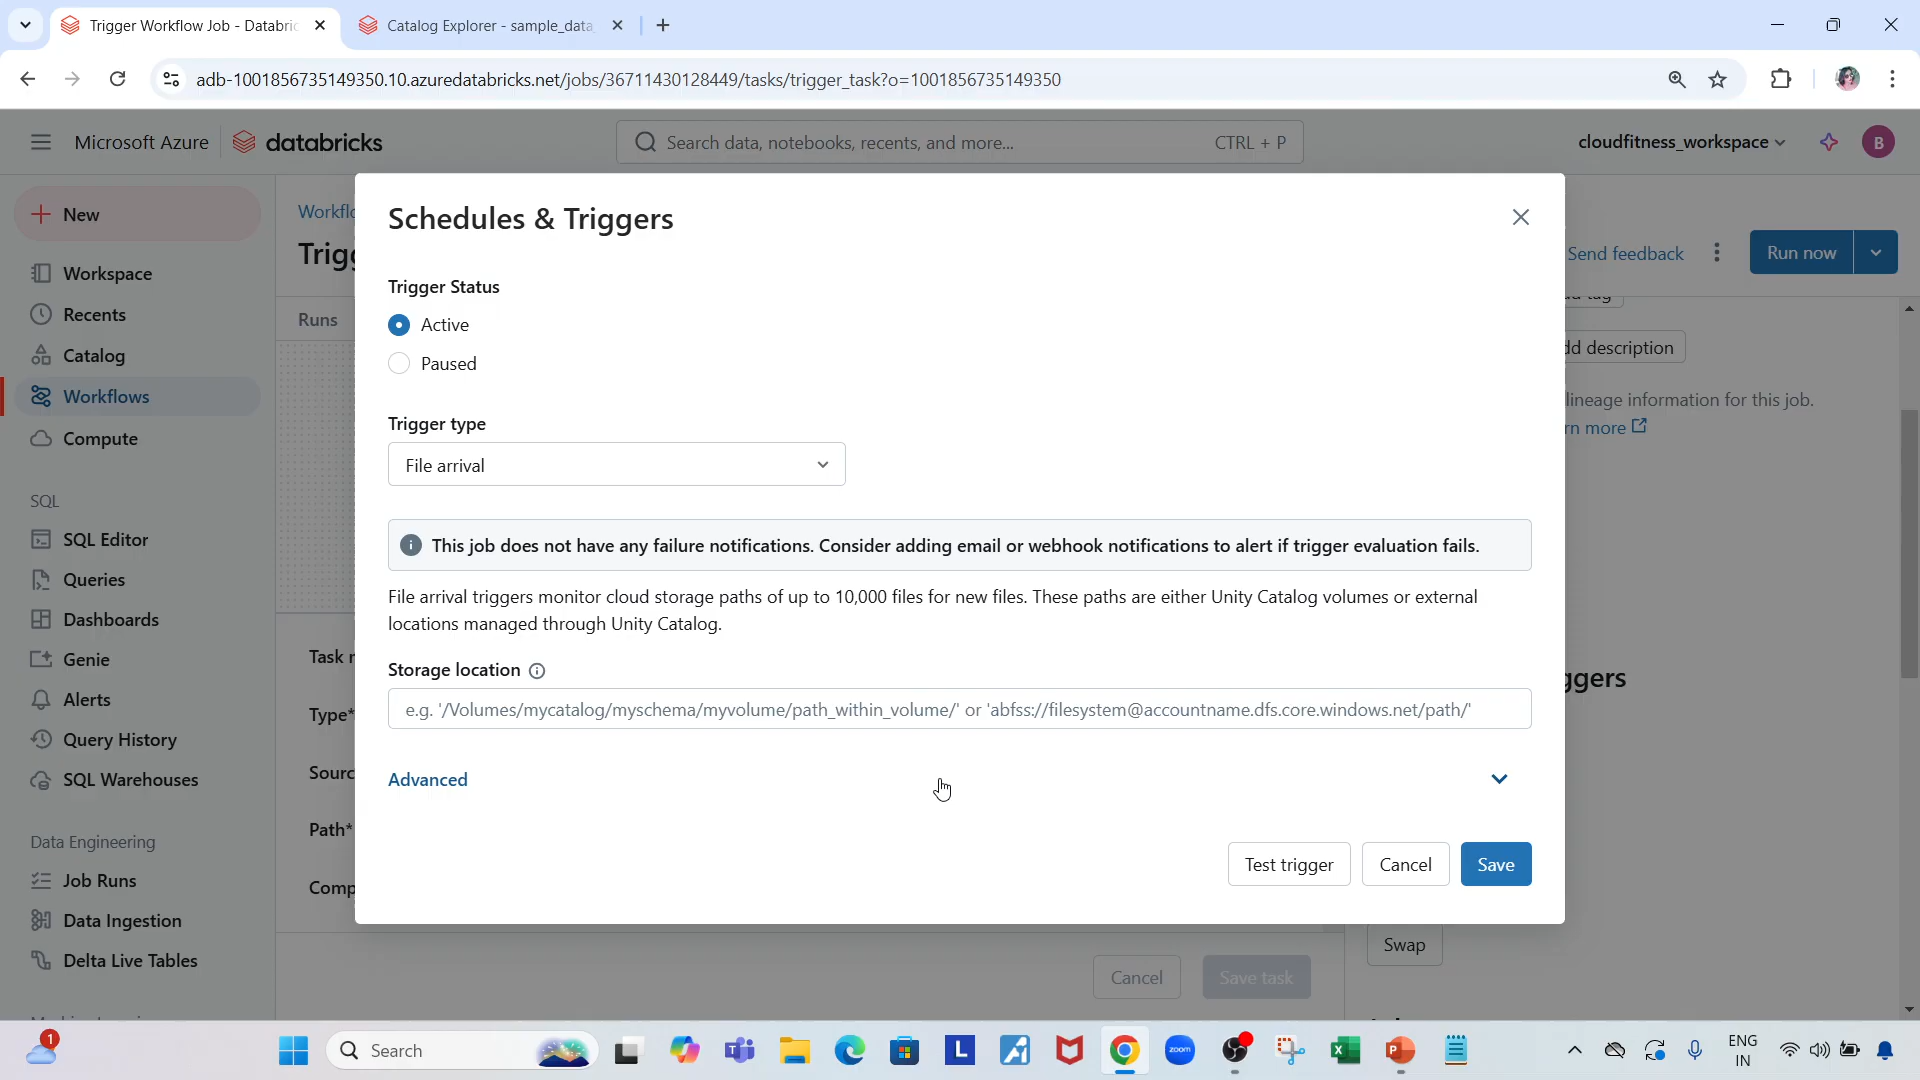 Trigger Workflow Job - Databric
Catalog Explorer - sample_data
adb-1001856735149350.10.azuredatabricks.net/jobs/36711430128449/tasks/trigger_task?o=1001856735149350
Microsoft Azure
databricks
Search data, notebooks, recents, and more...
CTRL + P
cloudfitness_workspace
B
New
Workspace
Recents
Catalog
Workflows
Compute
SQL
SQL Editor
Queries
Dashboards
Genie
Alerts
Query History
SQL Warehouses
Data Engineering
Job Runs
Data Ingestion
Delta Live Tables
Workflo
Trigg
Send feedback
Run now
Runs
dd description
lineage information for this job.
rn more
Task n
Type*
Sourc
Path*
Comp
ggers
Swap
Cancel
Save task
Schedules & Triggers
Trigger Status
Active
Paused
Trigger type
File arrival
This job does not have any failure notifications. Consider adding email or webhook notifications to alert if trigger evaluation fails.
File arrival triggers monitor cloud storage paths of up to 10,000 files for new files. These paths are either Unity Catalog volumes or external
locations managed through Unity Catalog.
Storage location
e.g. '/Volumes/mycatalog/myschema/myvolume/path_within_volume/' or 'abfss://filesystem@accountname.dfs.core.windows.net/path/'
Advanced
Test trigger
Cancel
Save
1
Search
L
zoom
ENG
IN